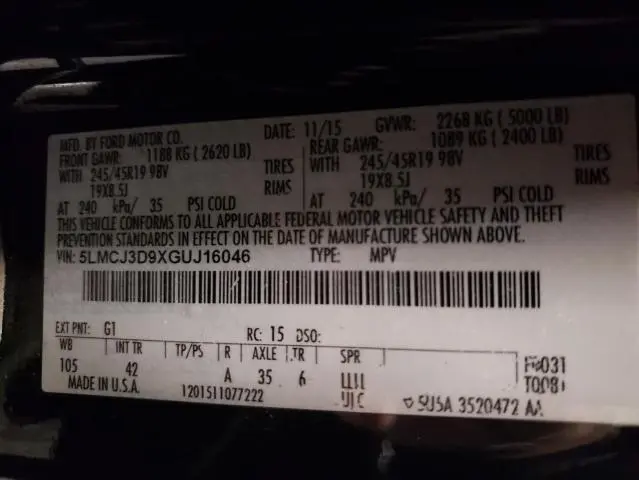 MFD. BY FORD MOTOR CO. DATE: 11/15 GVWR: 2268 KG ( 5000 LB)
FRONT GAWR: 1188 KG ( 2620 LB) REAR GAWR: 1089 KG ( 2400 LB)
WITH 245/45R19 98V TIRES WITH 245/45R19 98V TIRES
19X8.5J RIMS 19X8.5J RIMS
AT 240 kPa/ 35 PSI COLD AT 240 kPa/ 35 PSI COLD
THIS VEHICLE CONFORMS TO ALL APPLICABLE FEDERAL MOTOR VEHICLE SAFETY AND THEFT
PREVENTION STANDARDS IN EFFECT ON THE DATE OF MANUFACTURE SHOWN ABOVE.
VIN: 5LMCJ3D9XGUJ16046 TYPE: MPV
EXT PNT: G1 RC: 15 DSO:
WB INT TR TP/PS R AXLE TR SPR
105 42 A 35 6
MADE IN U.S.A. 1201511077222 5U5A 3520472 AA